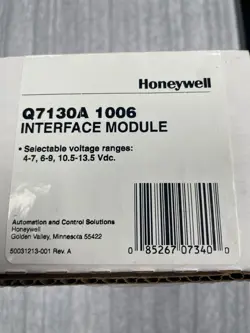 Honeywell
Q7130A 1006
INTERFACE MODULE
• Selectable voltage ranges:
4-7, 6-9, 10.5-13.5 Vdc.
Automation and Control Solutions
Honeywell
Golden Valley, Minnesota 55422
50031213-001 Rev. A
0 85267 07340 0